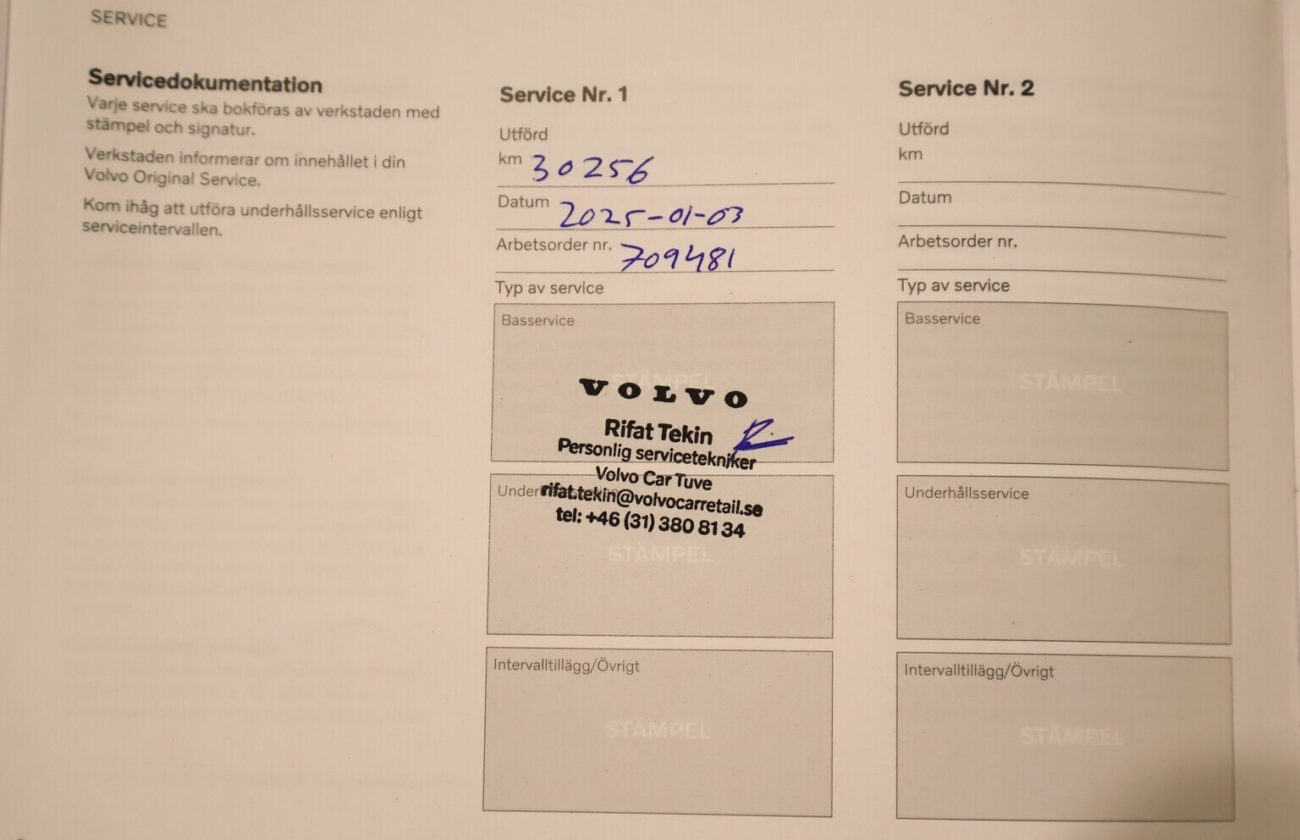 SERVICE
Servicedokumentation
Varje service ska bokföras av verkstaden med
stämpel och signatur.
Verkstaden informerar om innehållet i din
Volvo Original Service.
Kom ihåg att utföra underhållsservice enligt
serviceintervallen.
Service Nr. 1
Utförd
km 30256
Datum 2025-01-03
Arbetsorder nr. 709481
Typ av service
Basservice
STÄMPEL
VOLVO
Rifat Tekin
Personlig servicetekniker
Volvo Car Tuve
rifat.tekin@volvocarretail.se
tel: +46 (31) 380 81 34
STÄMPEL
Intervalltillägg/Övrigt
STÄMPEL
Service Nr. 2
Utförd
km
Datum
Arbetsorder nr.
Typ av service
Basservice
STÄMPEL
Underhållsservice
STÄMPEL
Intervalltillägg/Övrigt
STÄMPEL